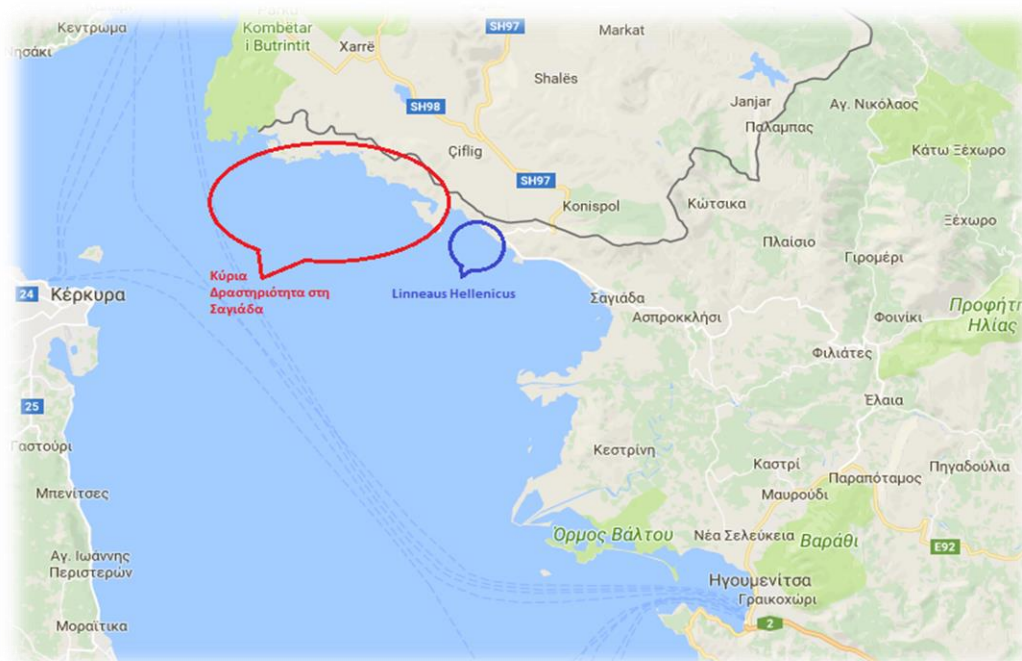 Κεντρωμα
Kombëtar
i Butrintit
Xarrë
SH97
Markat
Νησάκι
Shalës
SH98
Janjar
Αγ. Νικόλαος
Παλαμπας
Çiflig
Κάτω Ξέχωρο
SH97
Konispol
Κώτσικα
Ξέχωρο
Πλαίσιο
Γιρομέρι
Κύρια
Δραστηριότητα στη
Σαγιάδα
Linneaus Hellenicus
24
Κέρκυρα
Σαγιάδα
Ασπροκκλήσι
Φοινίκι
Προφήτη
Ηλίας
Φιλιάτες
25
Έλαια
Γαστούρι
Κεστρίνη
Καστρί
Παραπόταμος
Πηγαδούλια
Μπενίτσες
Μαυρούδι
Όρμος Βάλτου
Νέα Σελεύκεια
Βαράθι
E92
Αγ. Ιωάννης
Περιστερών
Ηγουμενίτσα
Γραικοχώρι
Μοραΐτικα
2